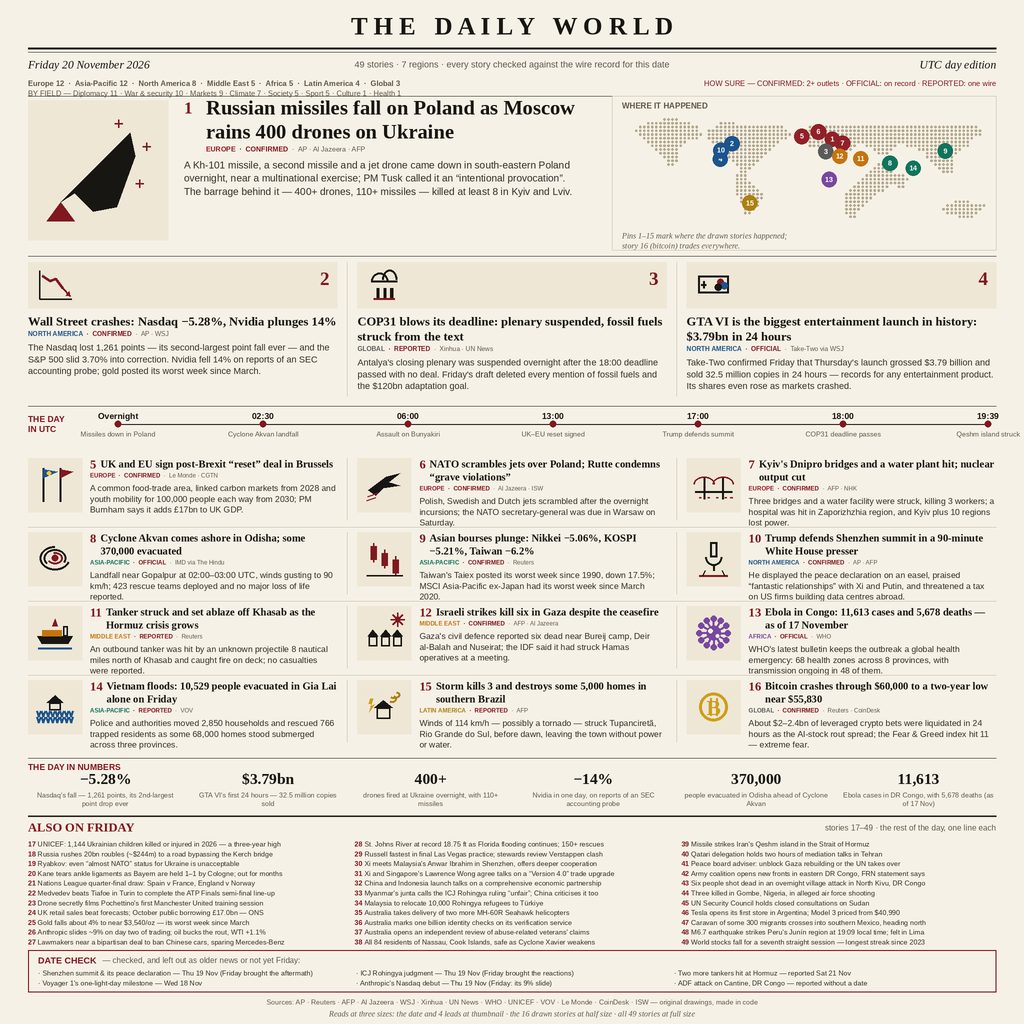 THE DAILY WORLD
Friday 20 November 2026
49 stories · 7 regions · every story checked against the wire record for this date
UTC day edition
Europe 12 · Asia-Pacific 12 · North America 8 · Middle East 5 · Africa 5 · Latin America 4 · Global 3
HOW SURE — CONFIRMED: 2+ outlets · OFFICIAL: on record · REPORTED: one wire
BY FIELD — Diplomacy 11 · War & security 10 · Markets 9 · Climate 7 · Society 5 · Sport 5 · Culture 1 · Health 1
1 Russian missiles fall on Poland as Moscow
rains 400 drones on Ukraine
EUROPE · CONFIRMED · AP · Al Jazeera · AFP
A Kh-101 missile, a second missile and a jet drone came down in south-eastern Poland
overnight, near a multinational exercise; PM Tusk called it an “intentional provocation”.
The barrage behind it — 400+ drones, 110+ missiles — killed at least 8 in Kyiv and Lviv.
WHERE IT HAPPENED
5
6
1
7
2
10
4
3
12
11
8
14
9
13
15
Pins 1–15 mark where the drawn stories happened;
story 16 (bitcoin) trades everywhere.
2
Wall Street crashes: Nasdaq −5.28%, Nvidia plunges 14%
NORTH AMERICA · CONFIRMED · AP · WSJ
The Nasdaq lost 1,261 points — its second-largest point fall ever — and the
S&P 500 slid 3.70% into correction. Nvidia fell 14% on reports of an SEC
accounting probe; gold posted its worst week since March.
3
COP31 blows its deadline: plenary suspended, fossil fuels
struck from the text
GLOBAL · REPORTED · Xinhua · UN News
Antalya's closing plenary was suspended overnight after the 18:00 deadline
passed with no deal. Friday's draft deleted every mention of fossil fuels and
the $120bn adaptation goal.
4
GTA VI is the biggest entertainment launch in history:
$3.79bn in 24 hours
NORTH AMERICA · OFFICIAL · Take-Two via WSJ
Take-Two confirmed Friday that Thursday's launch grossed $3.79 billion and
sold 32.5 million copies in 24 hours — records for any entertainment product.
Its shares even rose as markets crashed.
THE DAY
IN UTC
Overnight
Missiles down in Poland
02:30
Cyclone Akvan landfall
06:00
Assault on Bunyakiri
13:00
UK–EU reset signed
17:00
Trump defends summit
18:00
COP31 deadline passes
19:39
Qeshm island struck
5 UK and EU sign post-Brexit “reset” deal in Brussels
EUROPE · CONFIRMED · Le Monde · CGTN
A common food-trade area, linked carbon markets from 2028 and
youth mobility for 100,000 people each way from 2030; PM
Burnham says it adds £17bn to UK GDP.
6 NATO scrambles jets over Poland; Rutte condemns
“grave violations”
EUROPE · CONFIRMED · Al Jazeera · ISW
Polish, Swedish and Dutch jets scrambled after the overnight
incursions; the NATO secretary-general was due in Warsaw on
Saturday.
7 Kyiv's Dnipro bridges and a water plant hit; nuclear
output cut
EUROPE · CONFIRMED · AFP · NHK
Three bridges and a water facility were struck, killing 3 workers; a
hospital was hit in Zaporizhzhia region, and Kyiv plus 10 regions
lost power.
8 Cyclone Akvan comes ashore in Odisha; some
370,000 evacuated
ASIA-PACIFIC · OFFICIAL · IMD via The Hindu
Landfall near Gopalpur at 02:00–03:00 UTC, winds gusting to 90
km/h; 423 rescue teams deployed and no major loss of life
reported.
9 Asian bourses plunge: Nikkei −5.06%, KOSPI
−5.21%, Taiwan −6.2%
ASIA-PACIFIC · CONFIRMED · Reuters
Taiwan's Taiex posted its worst week since 1990, down 17.5%;
MSCI Asia-Pacific ex-Japan had its worst week since March
2020.
10 Trump defends Shenzhen summit in a 90-minute
White House presser
NORTH AMERICA · CONFIRMED · AP · AFP
He displayed the peace declaration on an easel, praised
“fantastic relationships” with Xi and Putin, and threatened a tax
on US firms building data centres abroad.
11 Tanker struck and set ablaze off Khasab as the
Hormuz crisis grows
MIDDLE EAST · REPORTED · Reuters
An outbound tanker was hit by an unknown projectile 8 nautical
miles north of Khasab and caught fire on deck; no casualties
were reported.
12 Israeli strikes kill six in Gaza despite the ceasefire
MIDDLE EAST · CONFIRMED · AFP · Al Jazeera
Gaza's civil defence reported six dead near Bureij camp, Deir
al-Balah and Nuseirat; the IDF said it had struck Hamas
operatives at a meeting.
13 Ebola in Congo: 11,613 cases and 5,678 deaths —
as of 17 November
AFRICA · OFFICIAL · WHO
WHO's latest bulletin keeps the outbreak a global health
emergency: 68 health zones across 8 provinces, with
transmission ongoing in 48 of them.
14 Vietnam floods: 10,529 people evacuated in Gia Lai
alone on Friday
ASIA-PACIFIC · REPORTED · VOV
Police and authorities moved 2,850 households and rescued 766
trapped residents as some 68,000 homes stood submerged
across three provinces.
15 Storm kills 3 and destroys some 5,000 homes in
southern Brazil
LATIN AMERICA · REPORTED · AFP
Winds of 114 km/h — possibly a tornado — struck Tupanciretã,
Rio Grande do Sul, before dawn, leaving the town without power
or water.
16 Bitcoin crashes through $60,000 to a two-year low
near $55,830
GLOBAL · CONFIRMED · Reuters · CoinDesk
About $2–2.4bn of leveraged crypto bets were liquidated in 24
hours as the AI-stock rout spread; the Fear & Greed index hit 11
— extreme fear.
THE DAY IN NUMBERS
−5.28%
Nasdaq's fall — 1,261 points, its 2nd-largest
point drop ever
$3.79bn
GTA VI's first 24 hours — 32.5 million copies
sold
400+
drones fired at Ukraine overnight, with 110+
missiles
−14%
Nvidia in one day, on reports of an SEC
accounting probe
370,000
people evacuated in Odisha ahead of Cyclone
Akvan
11,613
Ebola cases in DR Congo, with 5,678 deaths (as
of 17 Nov)
ALSO ON FRIDAY
stories 17–49 · the rest of the day, one line each
17 UNICEF: 1,144 Ukrainian children killed or injured in 2026 — a three-year high
18 Russia rushes 20bn roubles (~$244m) to a road bypassing the Kerch bridge
19 Ryabkov: even “almost NATO” status for Ukraine is unacceptable
20 Kane tears ankle ligaments as Bayern are held 1–1 by Cologne; out for months
21 Nations League quarter-final draw: Spain v France, England v Norway
22 Medvedev beats Tiafoe in Turin to complete the ATP Finals semi-final line-up
23 Drone secretly films Pochettino's first Manchester United training session
24 UK retail sales beat forecasts; October public borrowing £17.0bn — ONS
25 Gold falls about 4% to near $3,540/oz — its worst week since March
26 Anthropic slides ~9% on day two of trading; oil bucks the rout, WTI +1.1%
27 Lawmakers near a bipartisan deal to ban Chinese cars, sparing Mercedes-Benz
28 St. Johns River at record 18.75 ft as Florida flooding continues; 150+ rescues
29 Russell fastest in final Las Vegas practice; stewards review Verstappen clash
30 Xi meets Malaysia's Anwar Ibrahim in Shenzhen, offers deeper cooperation
31 Xi and Singapore's Lawrence Wong agree talks on a “Version 4.0” trade upgrade
32 China and Indonesia launch talks on a comprehensive economic partnership
33 Myanmar's junta calls the ICJ Rohingya ruling “unfair”; China criticises it too
34 Malaysia to relocate 10,000 Rohingya refugees to Türkiye
35 Australia takes delivery of two more MH-60R Seahawk helicopters
36 Australia marks one billion identity checks on its verification service
37 Australia opens an independent review of abuse-related veterans' claims
38 All 84 residents of Nassau, Cook Islands, safe as Cyclone Xavier weakens
39 Missile strikes Iran's Qeshm island in the Strait of Hormuz
40 Qatari delegation holds two hours of mediation talks in Tehran
41 Peace board adviser: unblock Gaza rebuilding or the UN takes over
42 Army coalition opens new fronts in eastern DR Congo, FRN statement says
43 Six people shot dead in an overnight village attack in North Kivu, DR Congo
44 Three killed in Gombe, Nigeria, in alleged air force shooting
45 UN Security Council holds closed consultations on Sudan
46 Tesla opens its first store in Argentina; Model 3 priced from $40,990
47 Caravan of some 300 migrants crosses into southern Mexico, heading north
48 M6.7 earthquake strikes Peru's Junín region at 19:09 local time; felt in Lima
49 World stocks fall for a seventh straight session — longest streak since 2023
DATE CHECK — checked, and left out as older news or not yet Friday:
· Shenzhen summit & its peace declaration — Thu 19 Nov (Friday brought the aftermath)
· Voyager 1's one-light-day milestone — Wed 18 Nov
· ICJ Rohingya judgment — Thu 19 Nov (Friday brought the reactions)
· Anthropic's Nasdaq debut — Thu 19 Nov (Friday: its 9% slide)
· Two more tankers hit at Hormuz — reported Sat 21 Nov
· ADF attack on Cantine, DR Congo — reported without a date
Sources: AP · Reuters · AFP · Al Jazeera · WSJ · Xinhua · UN News · WHO · UNICEF · VOV · Le Monde · CoinDesk · ISW — original drawings, made in code
Reads at three sizes: the date and 4 leads at thumbnail · the 16 drawn stories at half size · all 49 stories at full size